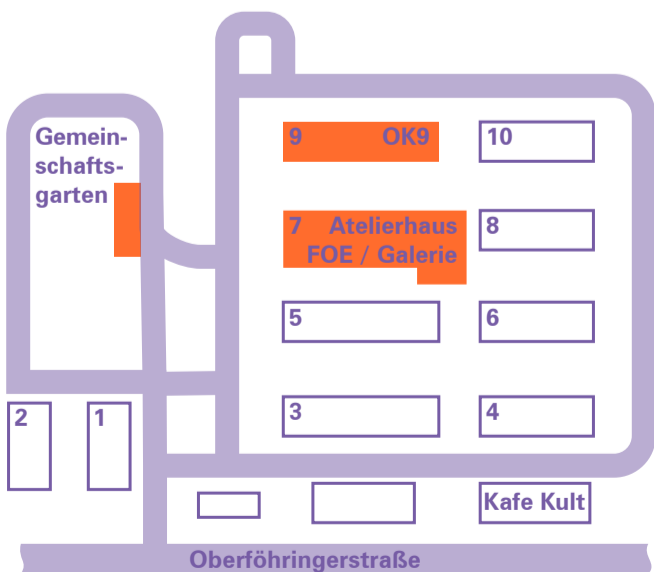 Gemein-
schafts-
garten
9 OK9
10
7 Atelierhaus
FOE / Galerie
8
5
6
3
4
2
1
Kafe Kult
Oberföhringerstraße